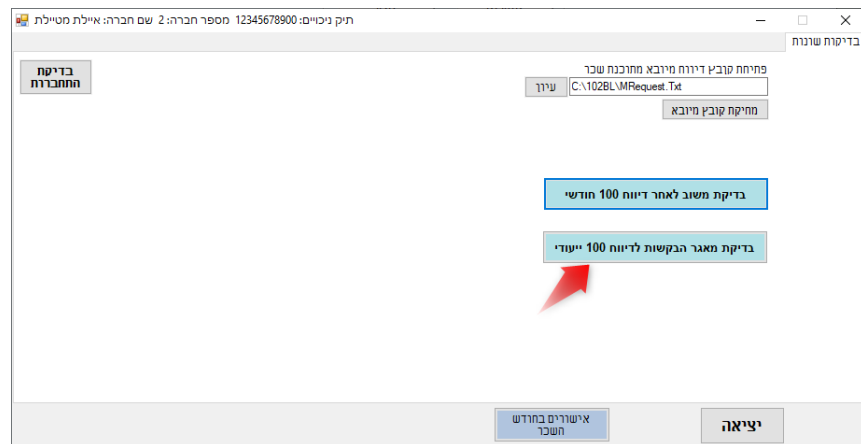 תיק ניכויים: 12345678900 מספר חברה: 2 שם חברה: איילת מטיילת
בדיקות שונות
פתיחת קובץ דיווח מיובא מתוכנת שכר
C:\102BL\MRequest.Txt עיון
מחיקת קובץ מיובא
בדיקת
התחברות
בדיקת משוב לאחר דיווח 100 חודשי
בדיקת מאגר הבקשות לדיווח 100 ייעודי
יציאה
אישורים בחודש
השכר